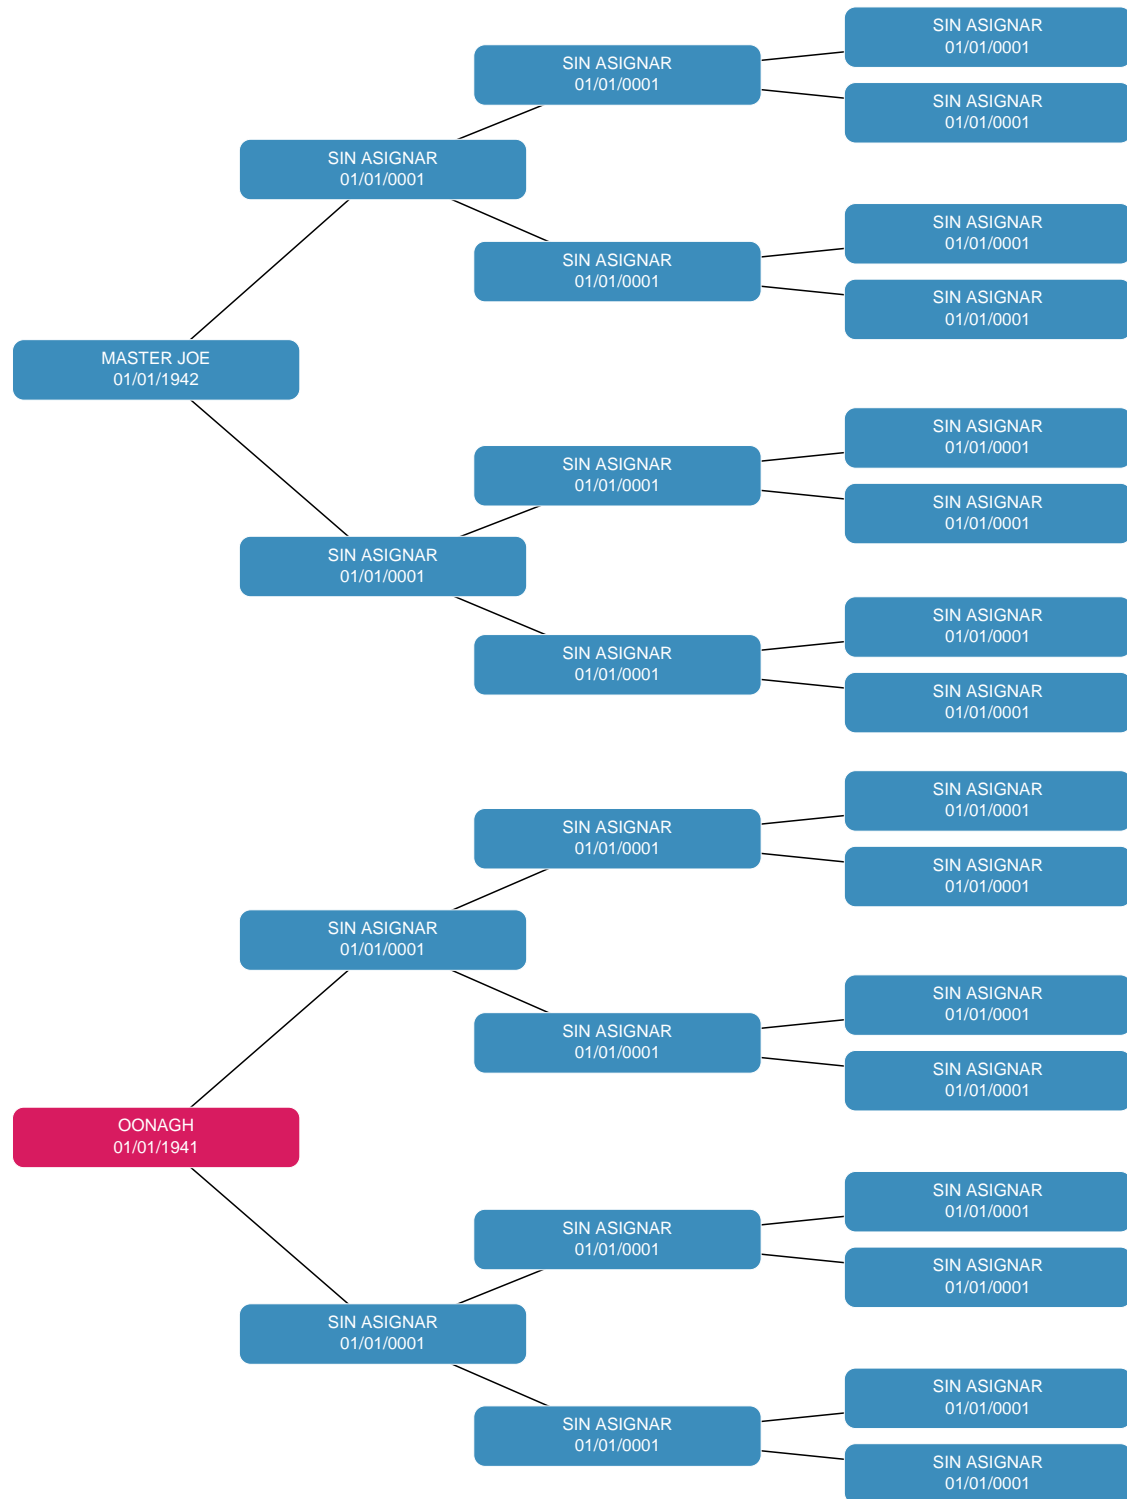 SIN ASIGNAR
01/01/0001
SIN ASIGNAR
01/01/0001
SIN ASIGNAR
01/01/0001
SIN ASIGNAR
01/01/0001
SIN ASIGNAR
01/01/0001
SIN ASIGNAR
01/01/0001
SIN ASIGNAR
01/01/0001
MASTER JOE
01/01/1942
SIN ASIGNAR
01/01/0001
SIN ASIGNAR
01/01/0001
SIN ASIGNAR
01/01/0001
SIN ASIGNAR
01/01/0001
SIN ASIGNAR
01/01/0001
SIN ASIGNAR
01/01/0001
SIN ASIGNAR
01/01/0001
SIN ASIGNAR
01/01/0001
SIN ASIGNAR
01/01/0001
SIN ASIGNAR
01/01/0001
SIN ASIGNAR
01/01/0001
SIN ASIGNAR
01/01/0001
SIN ASIGNAR
01/01/0001
SIN ASIGNAR
01/01/0001
OONAGH
01/01/1941
SIN ASIGNAR
01/01/0001
SIN ASIGNAR
01/01/0001
SIN ASIGNAR
01/01/0001
SIN ASIGNAR
01/01/0001
SIN ASIGNAR
01/01/0001
SIN ASIGNAR
01/01/0001
SIN ASIGNAR
01/01/0001